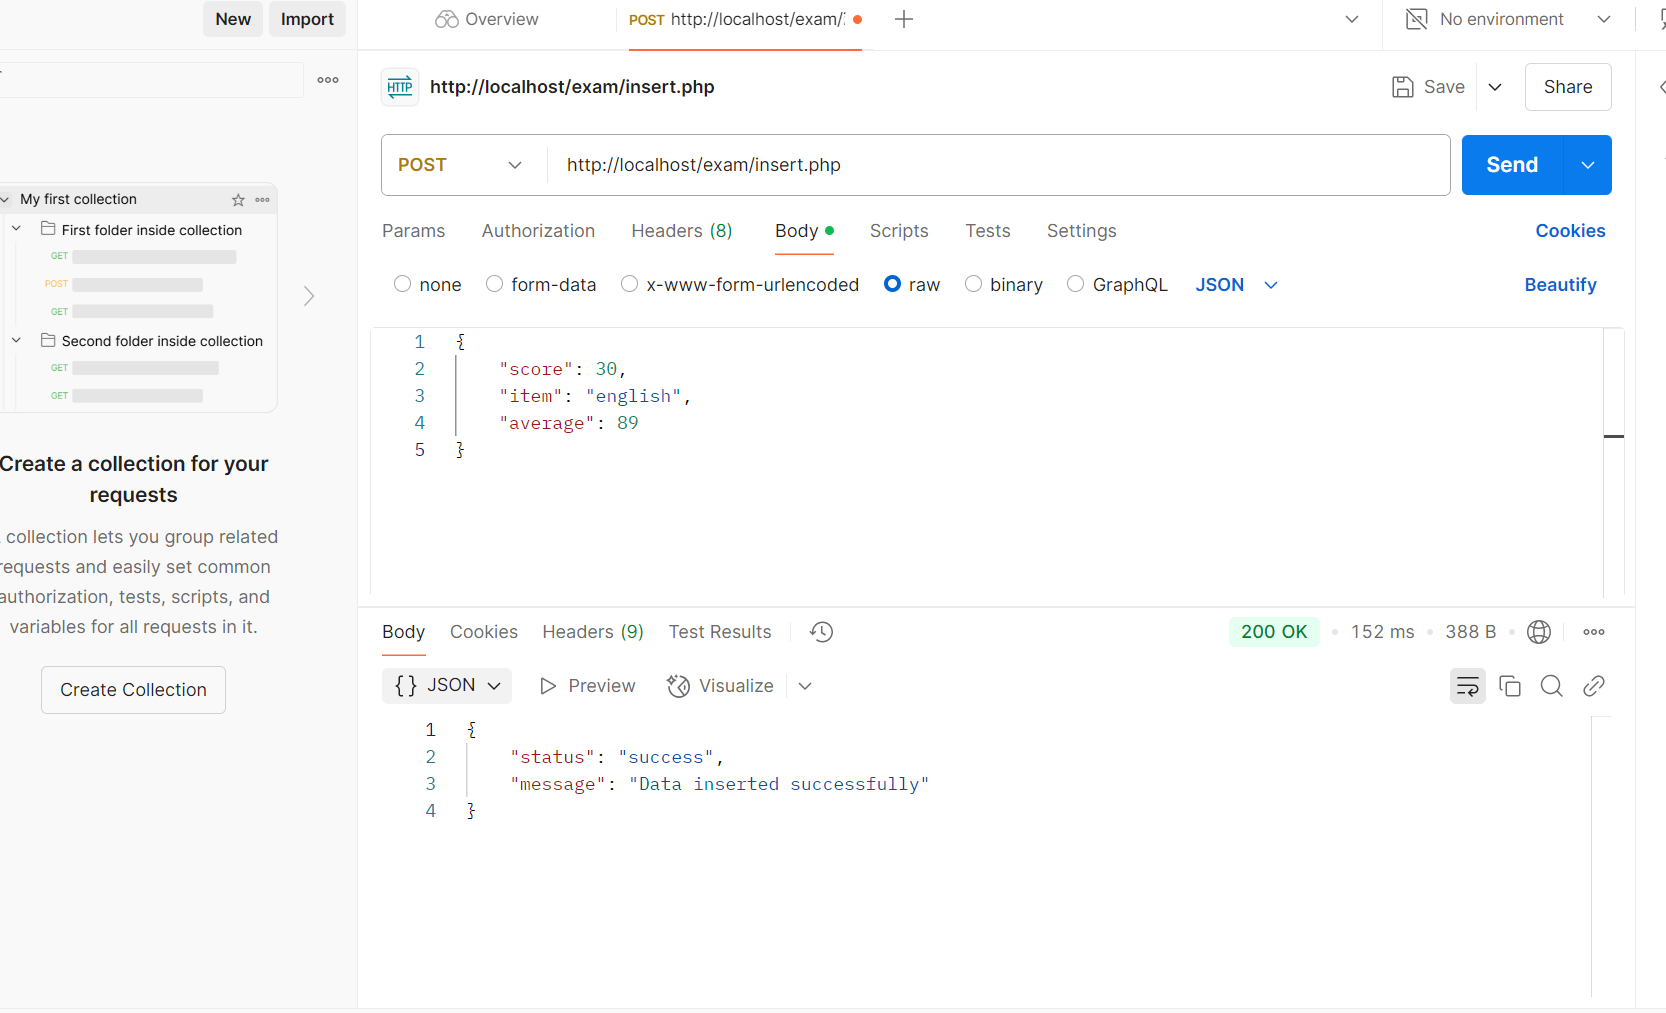 New
Import
Overview
POST http://localhost/exam/
No environment
HTTP
http://localhost/exam/insert.php
Save
Share
POST
http://localhost/exam/insert.php
Send
My first collection
First folder inside collection
GET
POST
GET
Second folder inside collection
GET
GET
Create a collection for your
requests
collection lets you group related
requests and easily set common
authorization, tests, scripts, and
variables for all requests in it.
Create Collection
Params
Authorization
Headers (8)
Body
Scripts
Tests
Settings
Cookies
none
form-data
x-www-form-urlencoded
raw
binary
GraphQL
JSON
Beautify
1 {
2 "score": 30,
3 "item": "english",
4 "average": 89
5 }
Body
Cookies
Headers (9)
Test Results
200 OK
152 ms
388 B
{} JSON
Preview
Visualize
1 {
2 "status": "success",
3 "message": "Data inserted successfully"
4 }